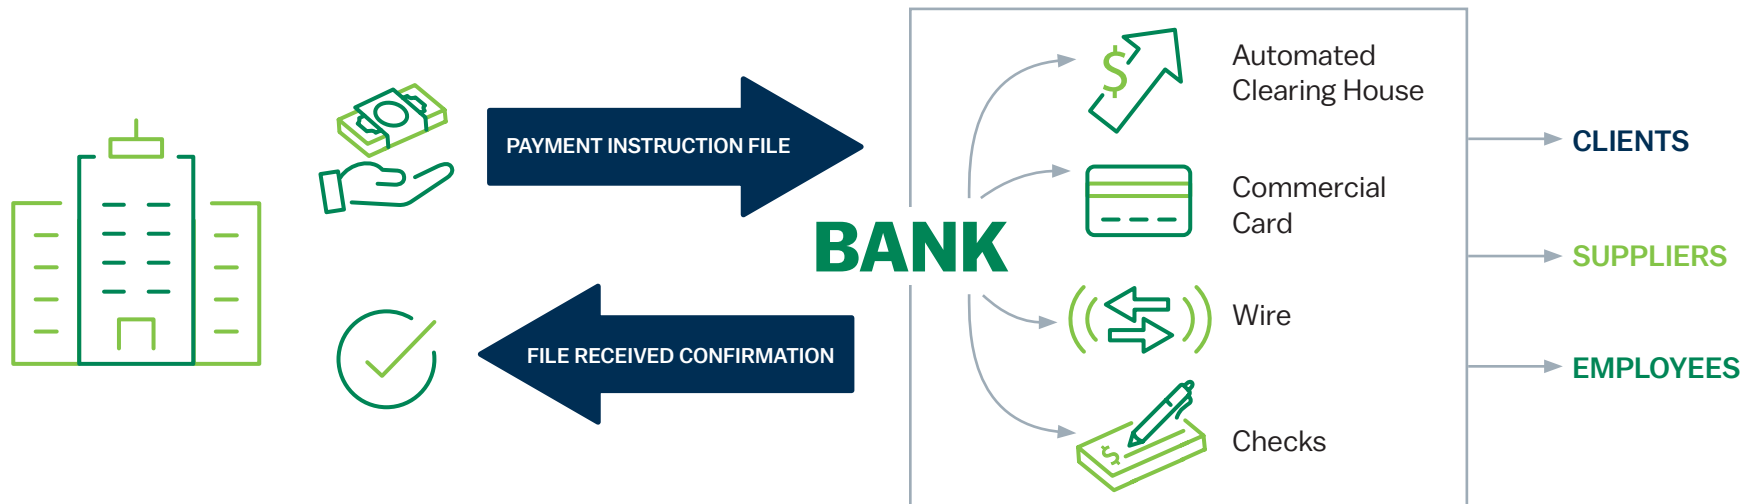 PAYMENT INSTRUCTION FILE
FILE RECEIVED CONFIRMATION
BANK
$
Automated
Clearing House
Commercial
Card
Wire
$
Checks
CLIENTS
SUPPLIERS
EMPLOYEES